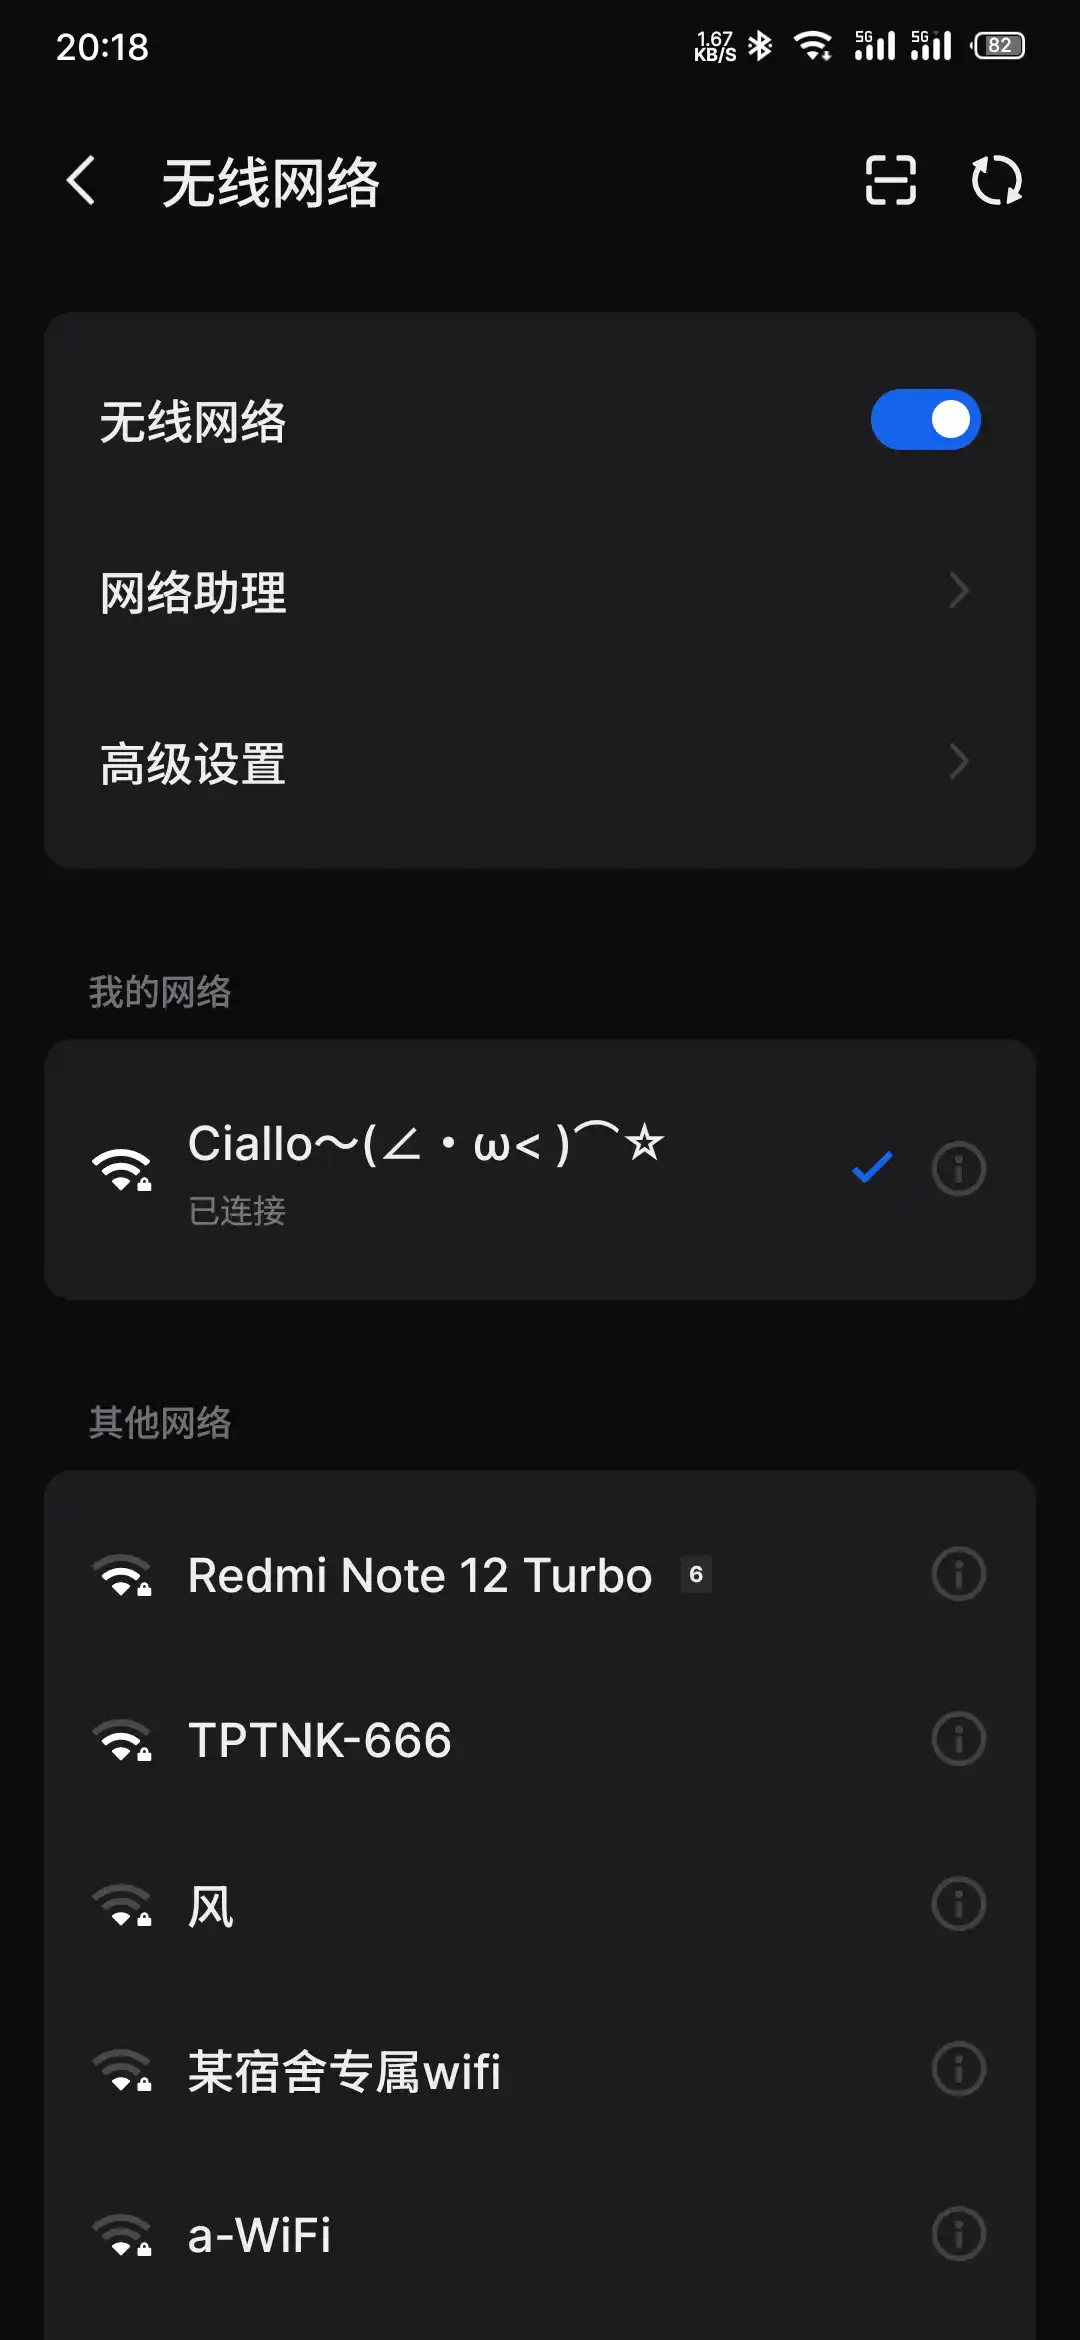 20:18
1.67
KB/S
5G
5G
82
无线网络
无线网络
网络助理
高级设置
我的网络
Ciallo～(∠・ω< )⌒☆
已连接
其他网络
Redmi Note 12 Turbo 6
TPTNK-666
风
某宿舍专属wifi
a-WiFi